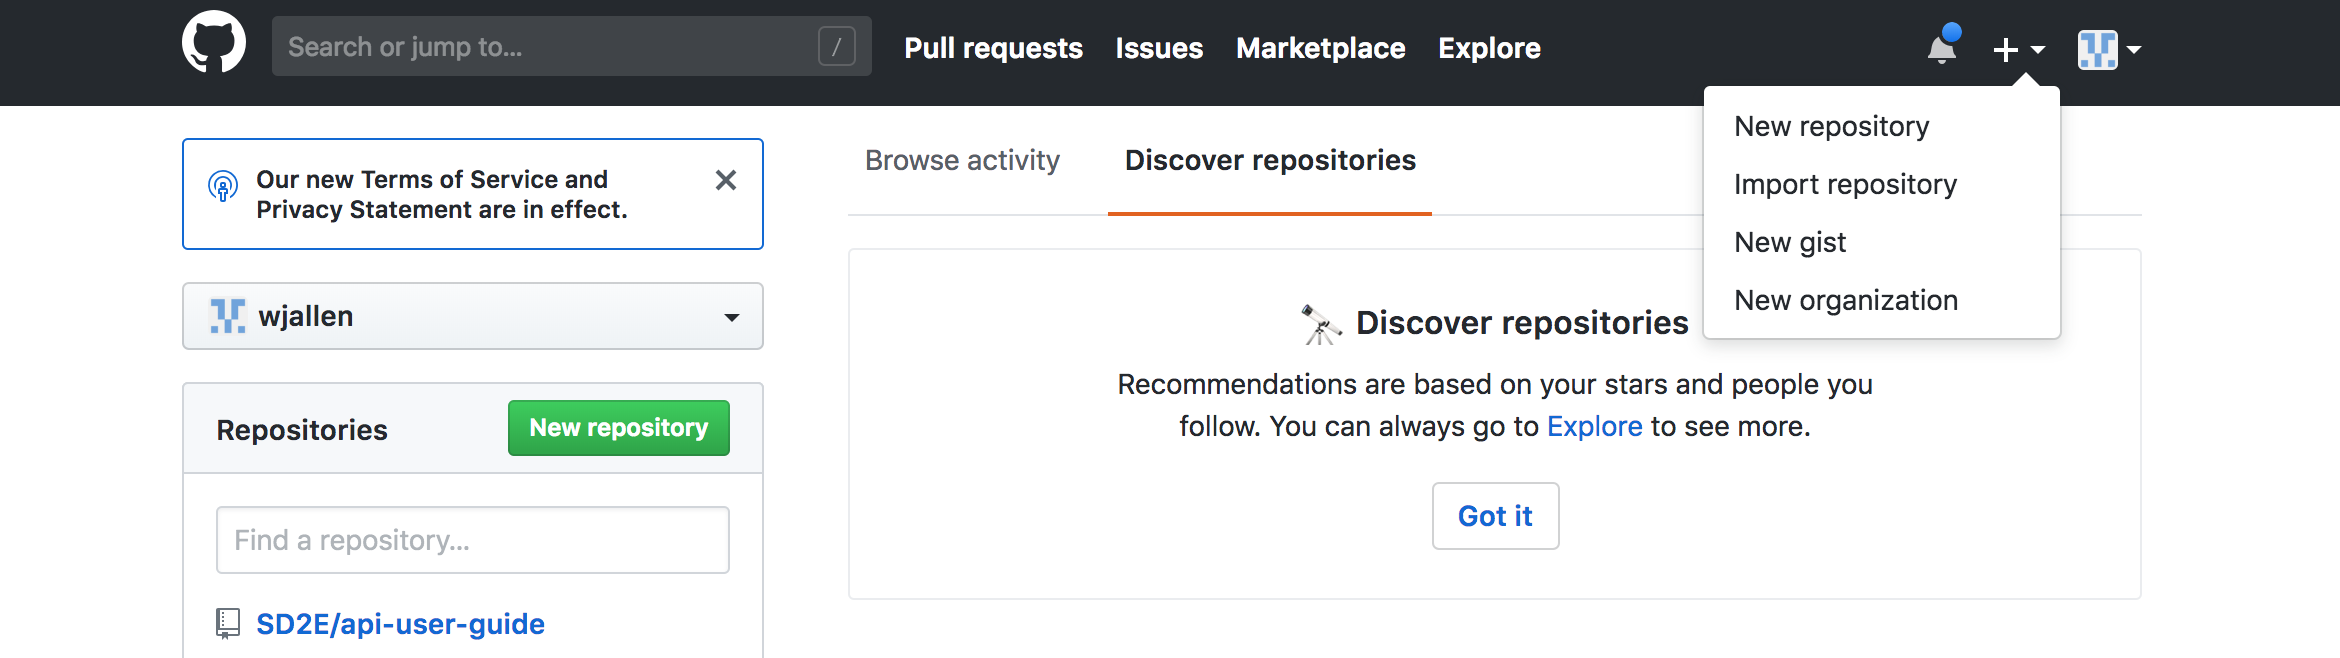 Search or jump to...
/
Pull requests
Issues
Marketplace
Explore
New repository
Import repository
New gist
New organization
Our new Terms of Service and
Privacy Statement are in effect.
wjallen
Repositories
New repository
Find a repository...
SD2E/api-user-guide
Browse activity
Discover repositories
Discover repositories
Recommendations are based on your stars and people you
follow. You can always go to Explore to see more.
Got it